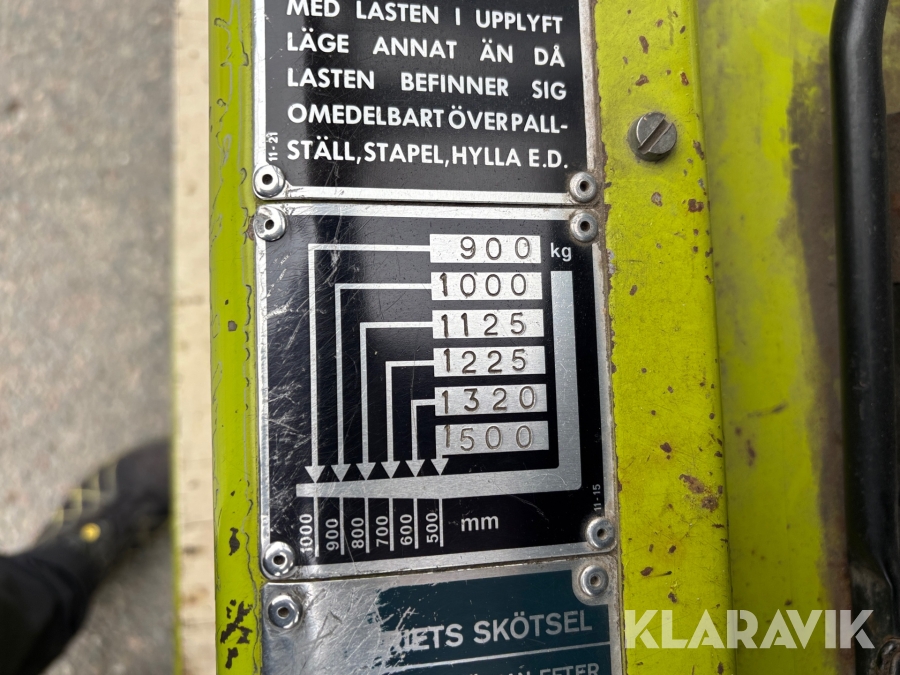 MED LASTEN I UPPLYFT
LÄGE ANNAT ÄN DÅ
LASTEN BEFINNER SIG
OMEDELBART ÖVER PALL-
STÄLL, STAPEL, HYLLA E.D.
11-21
900 kg
1000
1125
1225
1320
1500
1000 900 800 700 600 500 mm
11-15
SKÖTSEL
EFTER
KLARAVIK